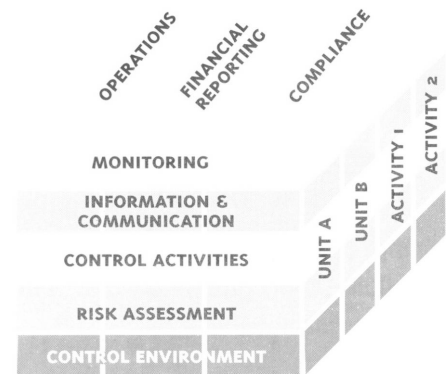 OPERATIONS
FINANCIAL
REPORTING
COMPLIANCE
MONITORING
INFORMATION &
COMMUNICATION
CONTROL ACTIVITIES
RISK ASSESSMENT
CONTROL ENVIRONMENT
UNIT A
UNIT B
ACTIVITY 1
ACTIVITY 2